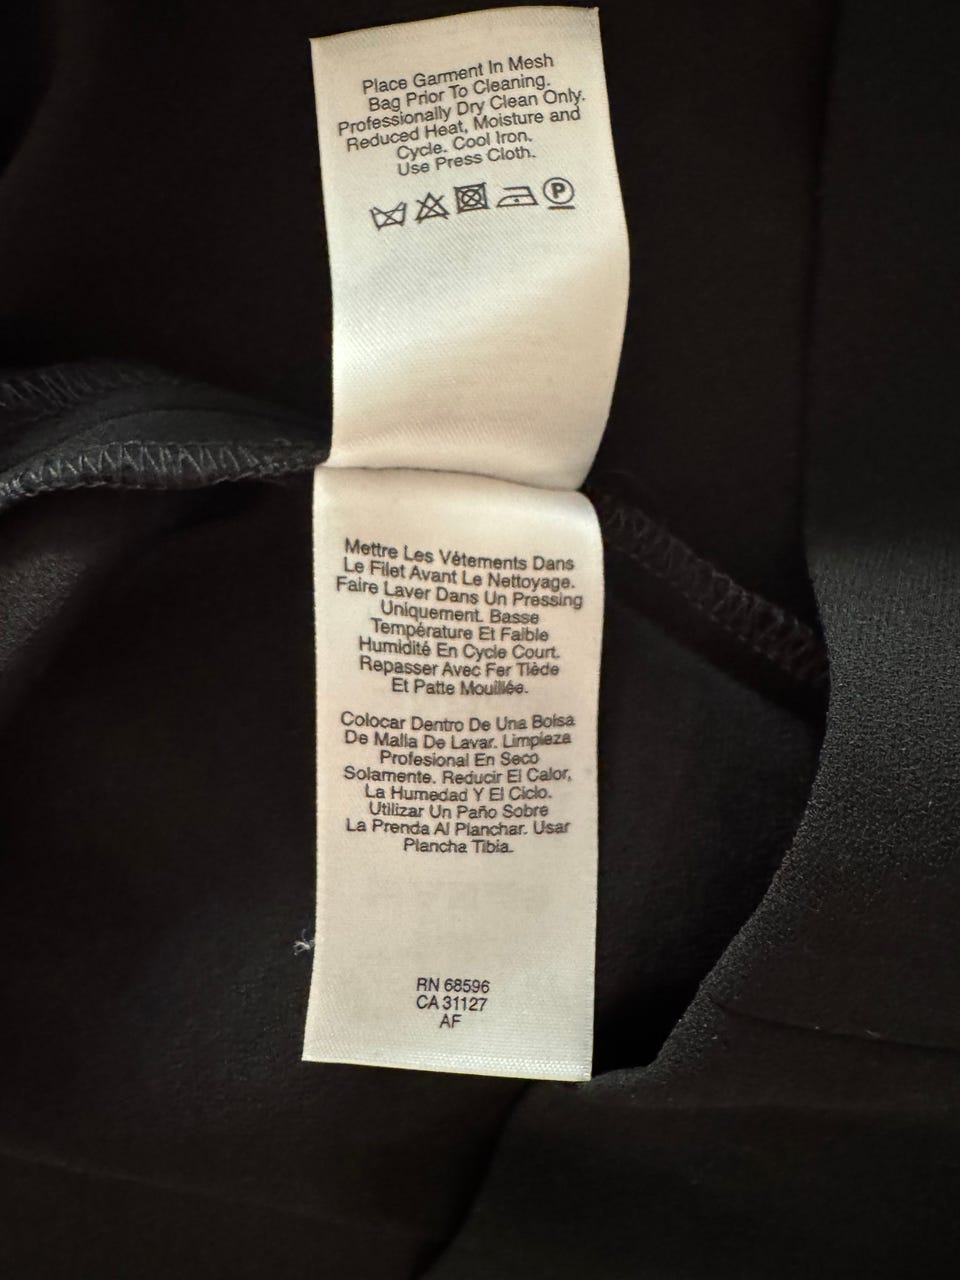 Place Garment In Mesh
Bag Prior To Cleaning.
Professionally Dry Clean Only.
Reduced Heat, Moisture and
Cycle. Cool Iron.
Use Press Cloth.
P
Mettre Les Vétements Dans
Le Filet Avant Le Nettoyage.
Faire Laver Dans Un Pressing
Uniquement. Basse
Température Et Faible
Humidité En Cycle Court.
Repasser Avec Fer Tiède
Et Patte Mouillée.
Colocar Dentro De Una Bolsa
De Malla De Lavar. Limpieza
Profesional En Seco
Solamente. Reducir El Calor,
La Humedad Y El Ciclo.
Utilizar Un Paño Sobre
La Prenda Al Planchar. Usar
Plancha Tibia.
RN 68596
CA 31127
AF